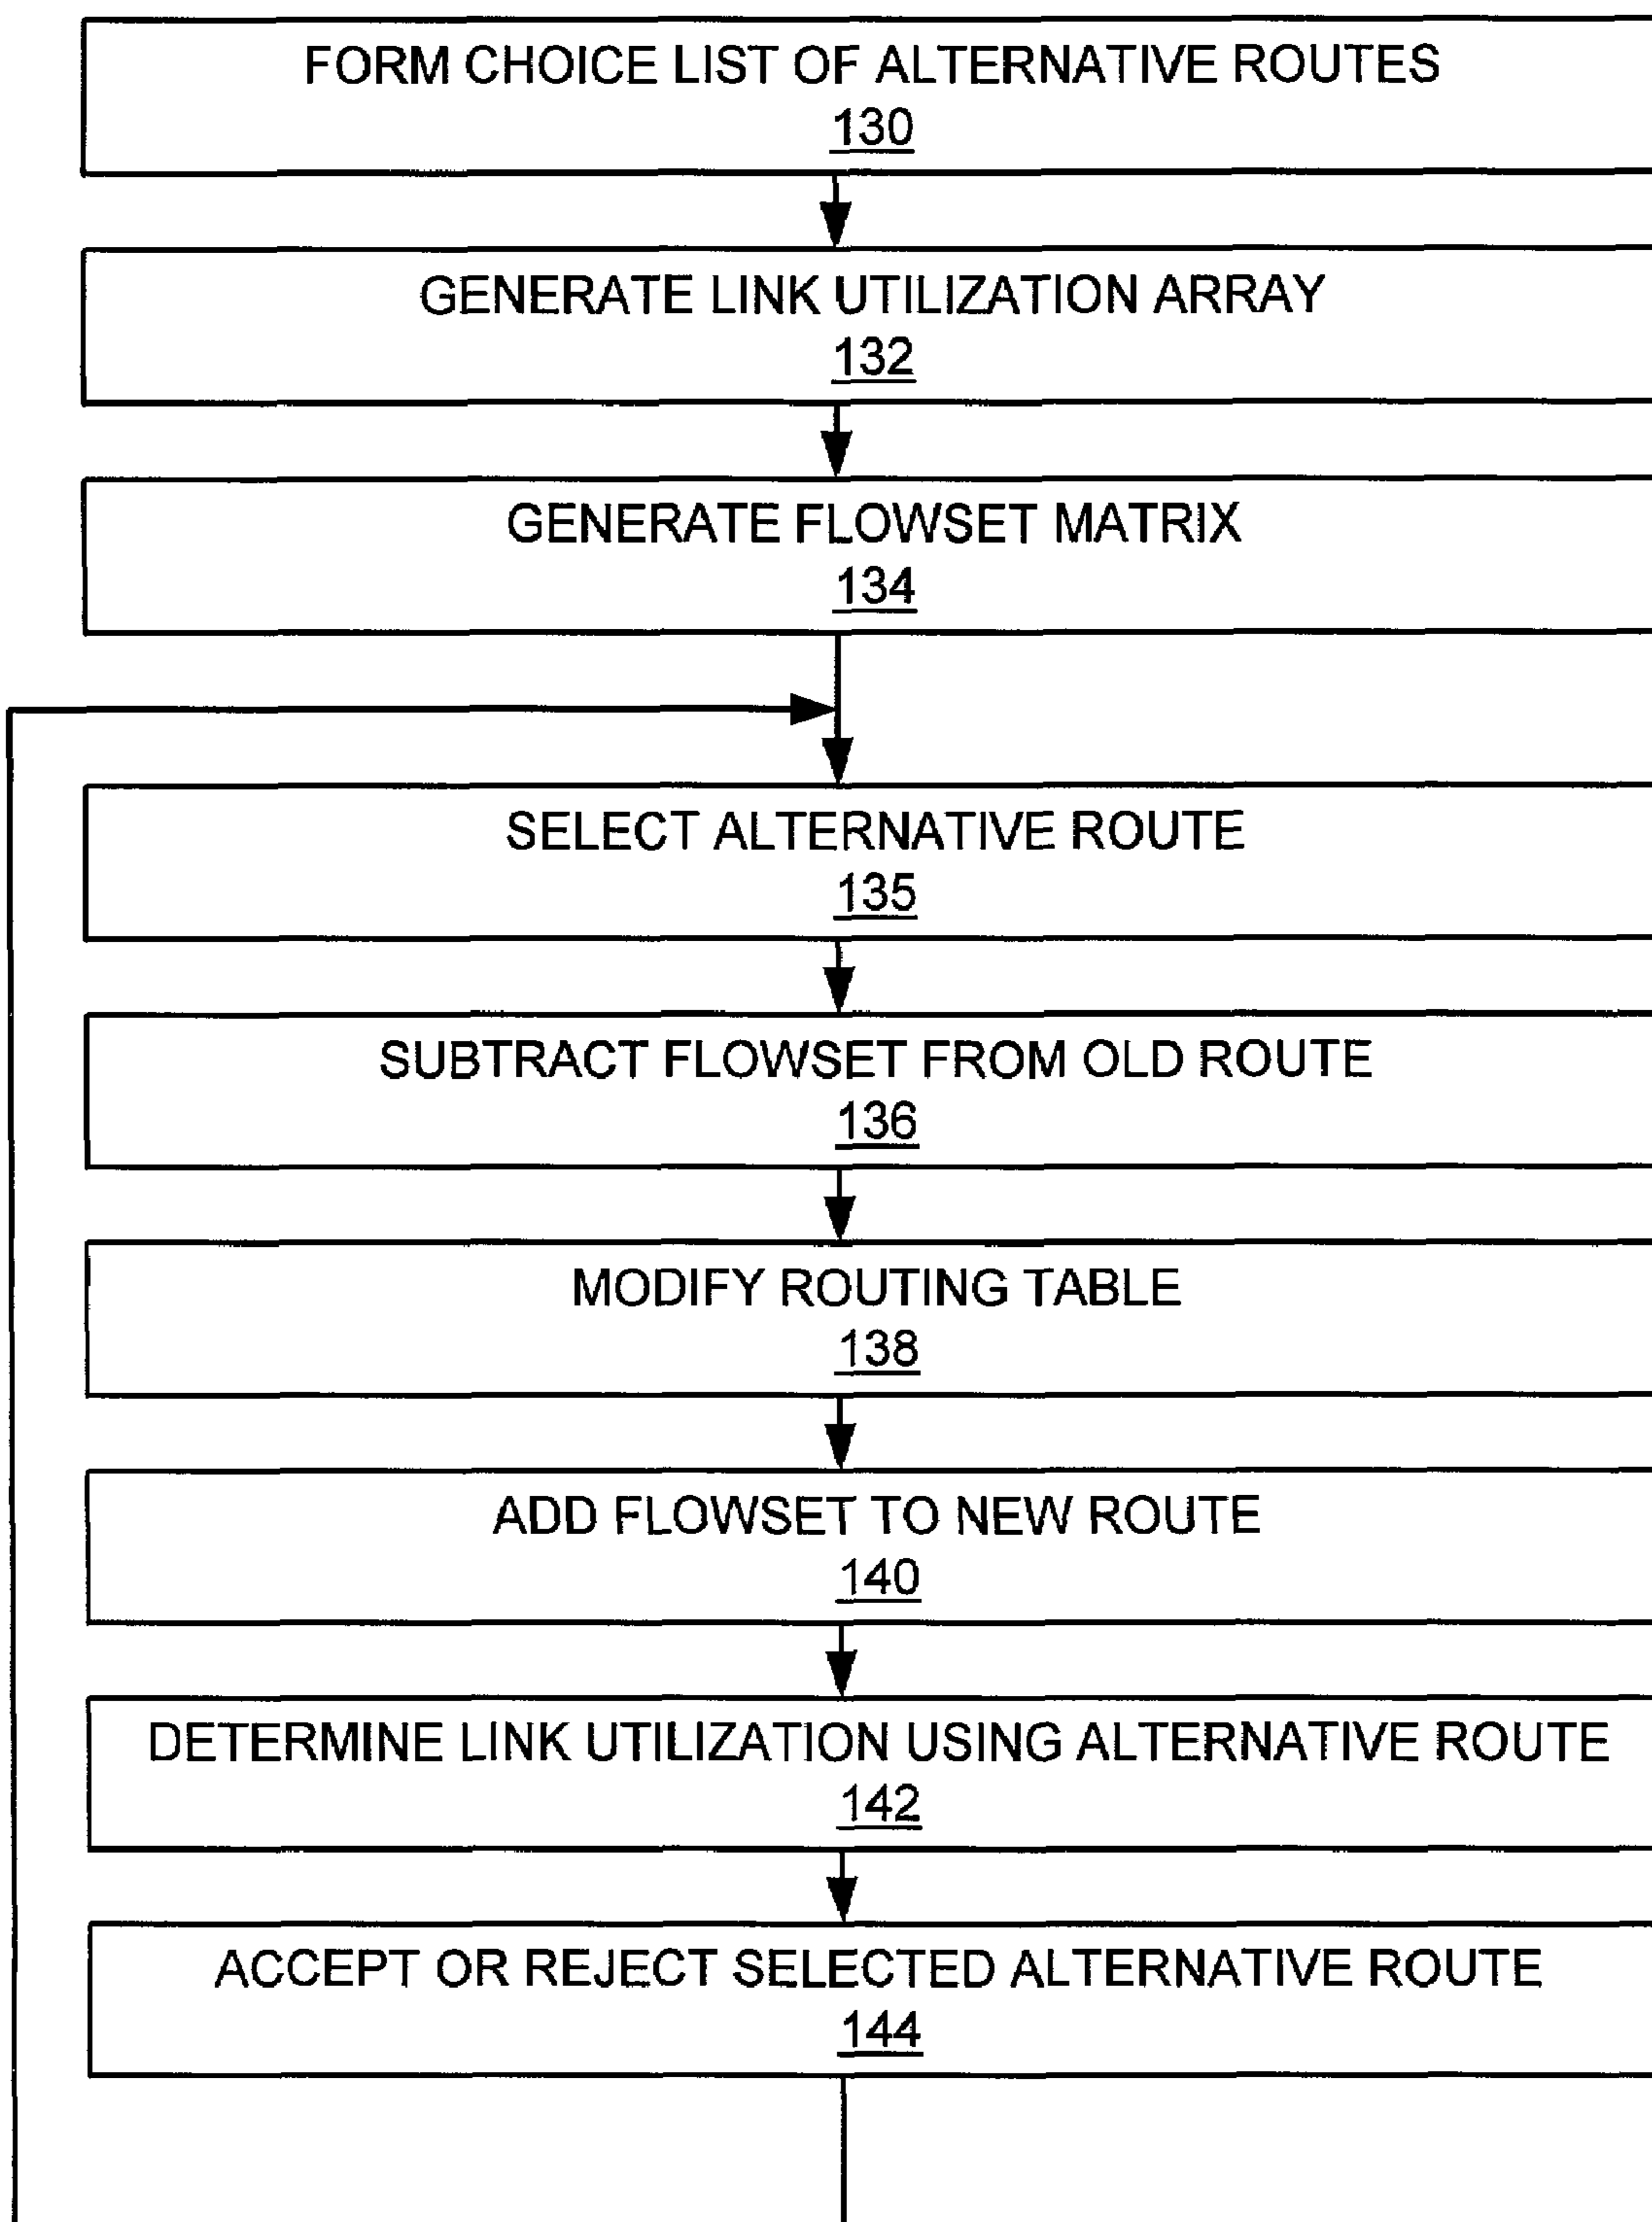 FORM CHOICE LIST OF ALTERNATIVE ROUTES
130
GENERATE LINK UTILIZATION ARRAY
132
GENERATE FLOWSET MATRIX
134
SELECT ALTERNATIVE ROUTE
135
SUBTRACT FLOWSET FROM OLD ROUTE
136
MODIFY ROUTING TABLE
138
ADD FLOWSET TO NEW ROUTE
140
DETERMINE LINK UTILIZATION USING ALTERNATIVE ROUTE
142
ACCEPT OR REJECT SELECTED ALTERNATIVE ROUTE
144